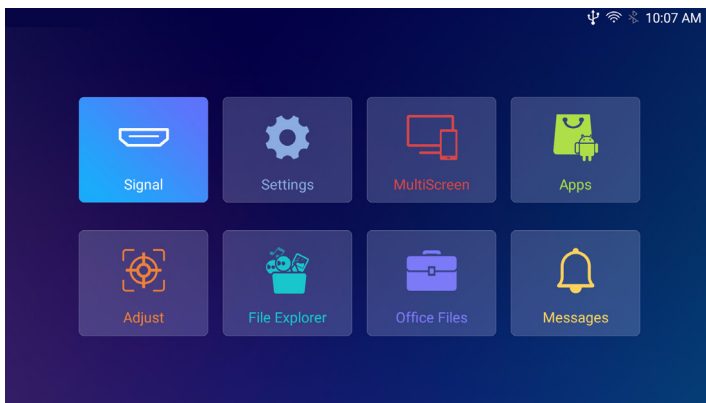 10:07 AM
Signal
Settings
MultiScreen
Apps
Adjust
File Explorer
Office Files
Messages